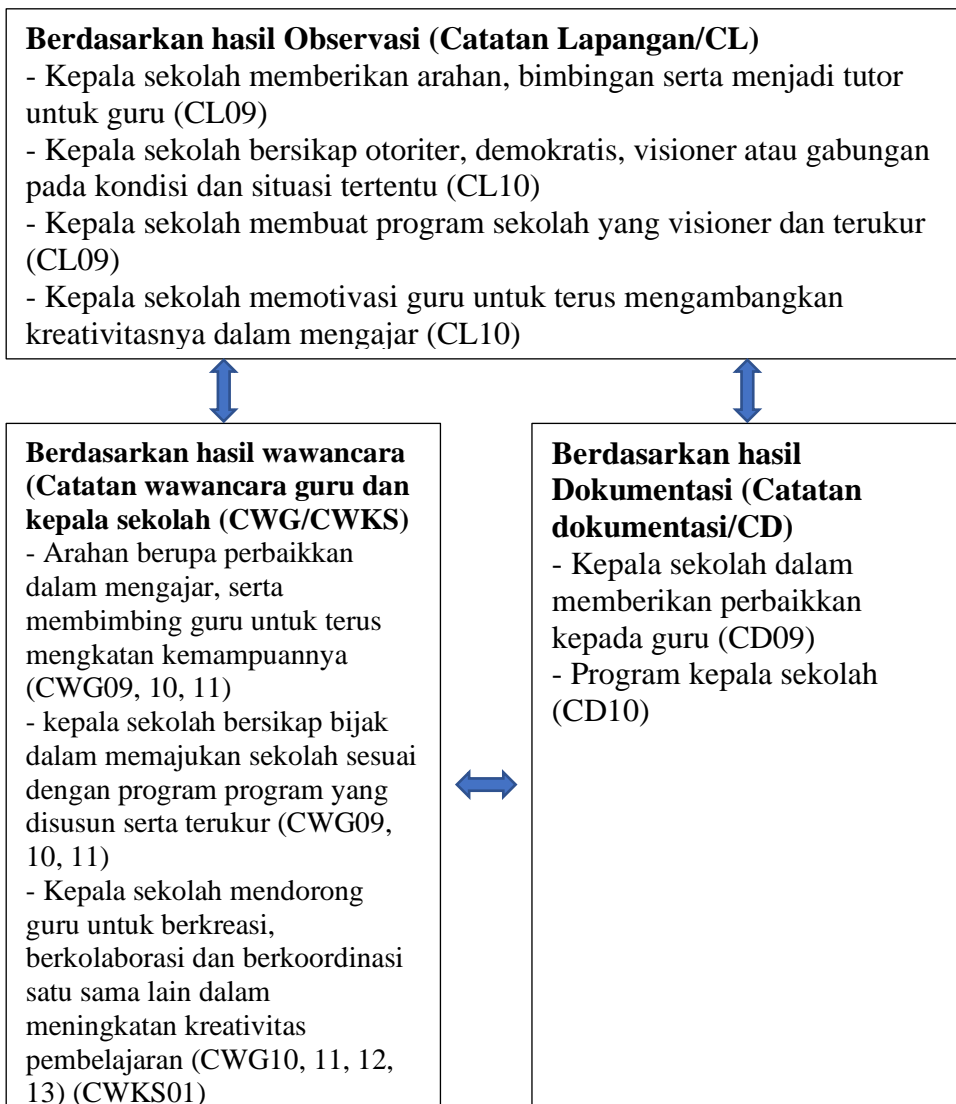 Berdasarkan hasil Observasi (Catatan Lapangan/CL)
- Kepala sekolah memberikan arahan, bimbingan serta menjadi tutor
untuk guru (CL09)
- Kepala sekolah bersikap otoriter, demokratis, visioner atau gabungan
pada kondisi dan situasi tertentu (CL10)
- Kepala sekolah membuat program sekolah yang visioner dan terukur
(CL09)
- Kepala sekolah memotivasi guru untuk terus mengambangkan
kreativitasnya dalam mengajar (CL10)
Berdasarkan hasil wawancara
(Catatan wawancara guru dan
kepala sekolah (CWG/CWKS)
- Arahan berupa perbaikkan
dalam mengajar, serta
membimbing guru untuk terus
mengkatan kemampuannya
(CWG09, 10, 11)
- kepala sekolah bersikap bijak
dalam memajukan sekolah sesuai
dengan program program yang
disusun serta terukur (CWG09,
10, 11)
- Kepala sekolah mendorong
guru untuk berkreasi,
berkolaborasi dan berkoordinasi
satu sama lain dalam
meningkatan kreativitas
pembelajaran (CWG10, 11, 12,
13) (CWKS01)
Berdasarkan hasil
Dokumentasi (Catatan
dokumentasi/CD)
- Kepala sekolah dalam
memberikan perbaikkan
kepada guru (CD09)
- Program kepala sekolah
(CD10)